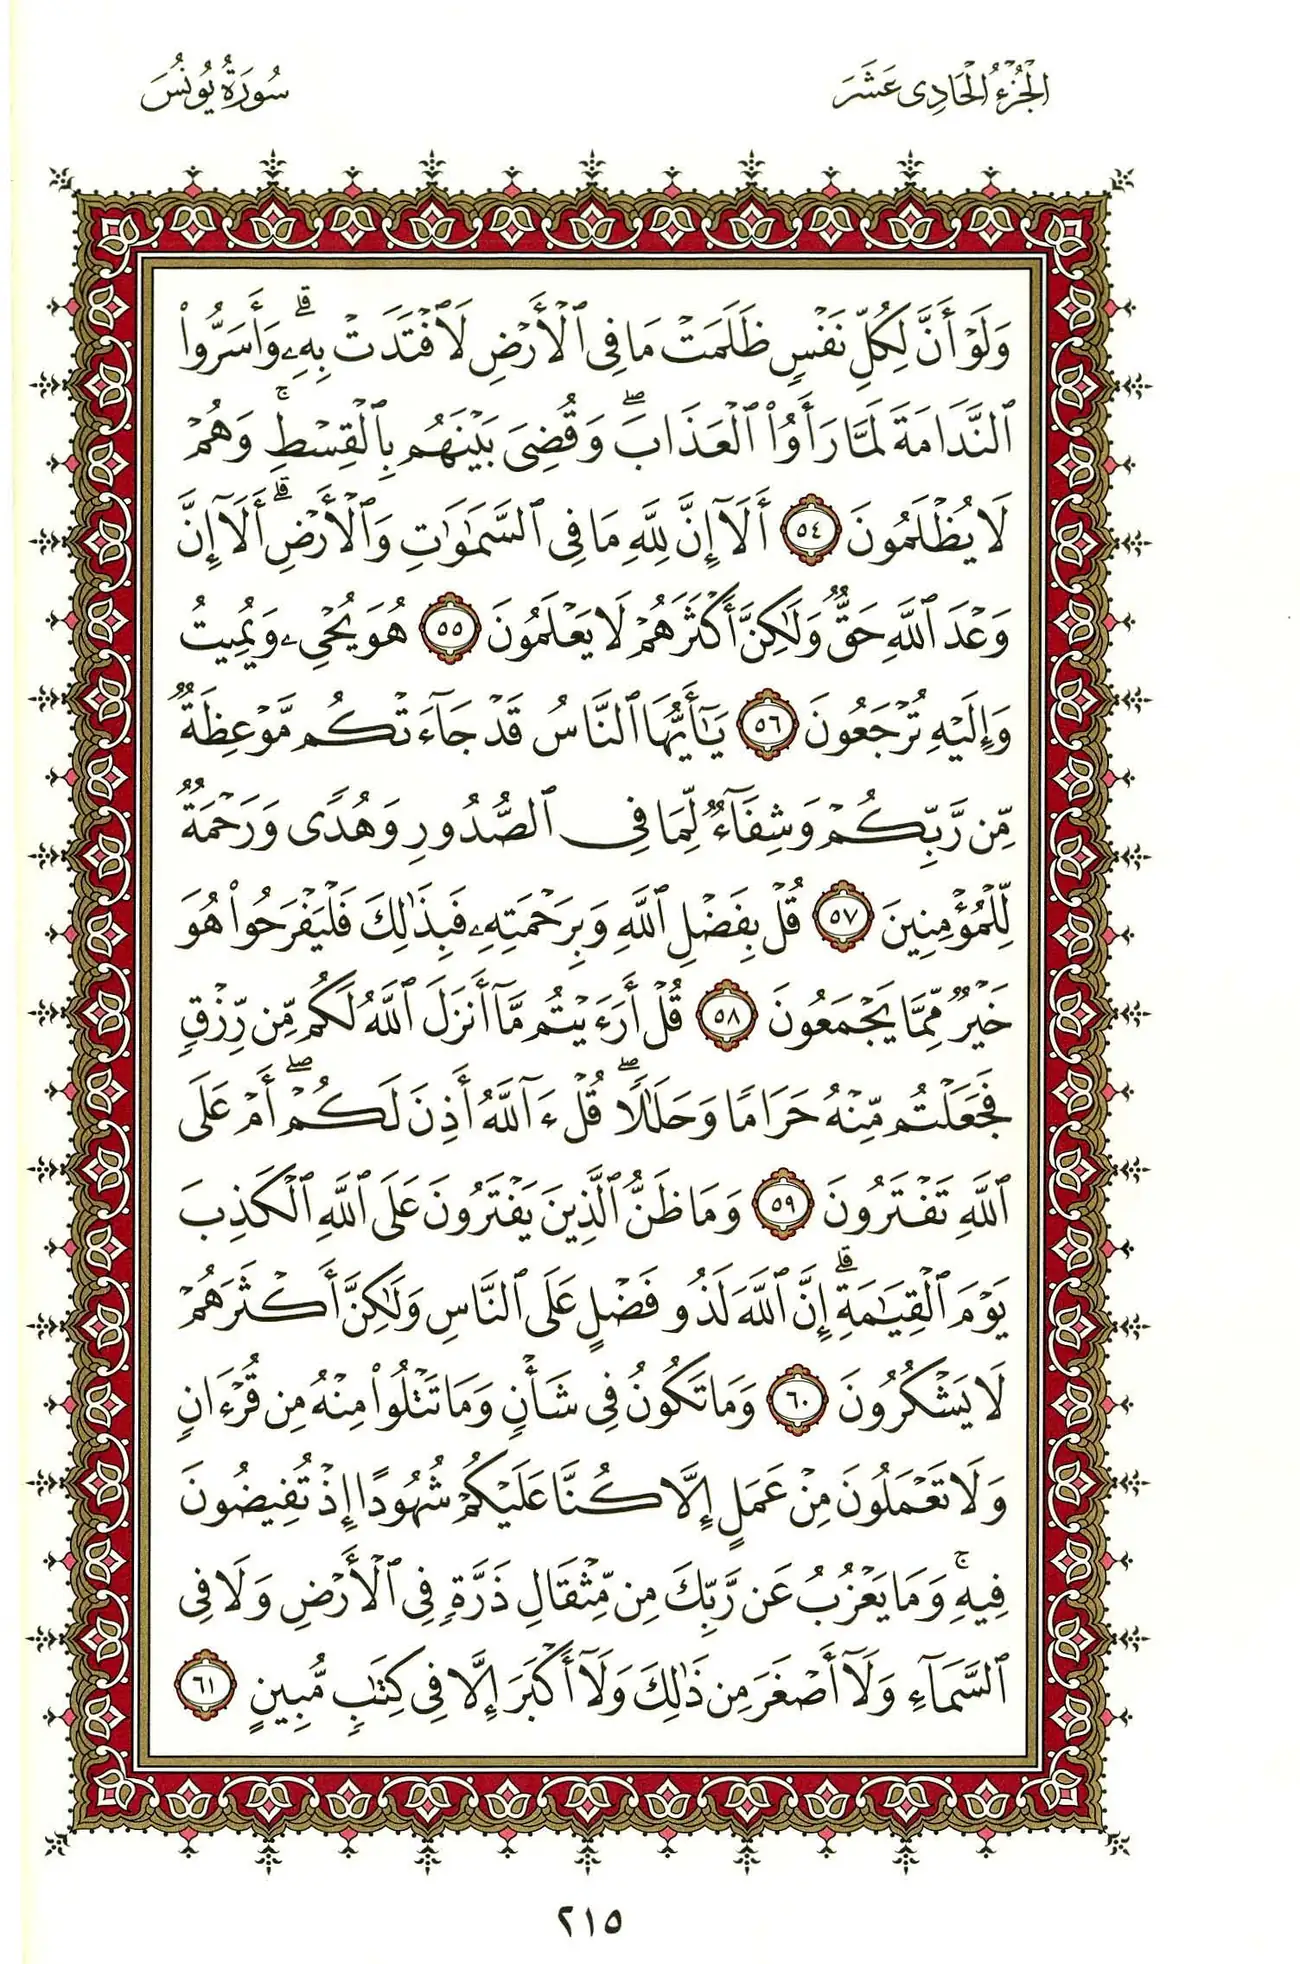 الجُزْءُ الحَادِى عَشَرَ
سُورَةُ يُونُسَ
وَلَوْ أَنَّ لِكُلِّ نَفْسٍ ظَلَمَتْ مَا فِى ٱلْأَرْضِ لَٱفْتَدَتْ بِهِۦ ۗ وَأَسَرُّوا۟
ٱلنَّدَامَةَ لَمَّا رَأَوُا۟ ٱلْعَذَابَ ۖ وَقُضِىَ بَيْنَهُم بِٱلْقِسْطِ ۚ وَهُمْ
لَا يُظْلَمُونَ ٥٤ أَلَآ إِنَّ لِلَّهِ مَا فِى ٱلسَّمَٰوَٰتِ وَٱلْأَرْضِ ۗ أَلَآ إِنَّ
وَعْدَ ٱللَّهِ حَقٌّ وَلَٰكِنَّ أَكْثَرَهُمْ لَا يَعْلَمُونَ ٥٥ هُوَ يُحْىِۦ وَيُمِيتُ
وَإِلَيْهِ تُرْجَعُونَ ٥٦ يَٰٓأَيُّهَا ٱلنَّاسُ قَدْ جَآءَتْكُم مَّوْعِظَةٌ
مِّن رَّبِّكُمْ وَشِفَآءٌ لِّمَا فِى ٱلصُّدُورِ وَهُدًى وَرَحْمَةٌ
لِّلْمُؤْمِنِينَ ٥٧ قُلْ بِفَضْلِ ٱللَّهِ وَبِرَحْمَتِهِۦ فَبِذَٰلِكَ فَلْيَفْرَحُوا۟ هُوَ
خَيْرٌ مِّمَّا يَجْمَعُونَ ٥٨ قُلْ أَرَءَيْتُم مَّآ أَنزَلَ ٱللَّهُ لَكُم مِّن رِّزْقٍ
فَجَعَلْتُم مِّنْهُ حَرَامًا وَحَلَٰلًا ۖ قُلْ ءَآللَّهُ أَذِنَ لَكُمْ ۖ أَمْ عَلَى
ٱللَّهِ تَفْتَرُونَ ٥٩ وَمَا ظَنُّ ٱلَّذِينَ يَفْتَرُونَ عَلَى ٱللَّهِ ٱلْكَذِبَ
يَوْمَ ٱلْقِيَٰمَةِ ۗ إِنَّ ٱللَّهَ لَذُو فَضْلٍ عَلَى ٱلنَّاسِ وَلَٰكِنَّ أَكْثَرَهُمْ
لَا يَشْكُرُونَ ٦٠ وَمَا تَكُونُ فِى شَأْنٍ وَمَا تَتْلُوا۟ مِنْهُ مِن قُرْءَانٍ
وَلَا تَعْمَلُونَ مِنْ عَمَلٍ إِلَّا كُنَّا عَلَيْكُمْ شُهُودًا إِذْ تُفِيضُونَ
فِيهِ ۚ وَمَا يَعْزُبُ عَن رَّبِّكَ مِن مِّثْقَالِ ذَرَّةٍ فِى ٱلْأَرْضِ وَلَا فِى
ٱلسَّمَآءِ وَلَآ أَصْغَرَ مِن ذَٰلِكَ وَلَآ أَكْبَرَ إِلَّا فِى كِتَٰبٍ مُّبِينٍ ٦١
٢١٥